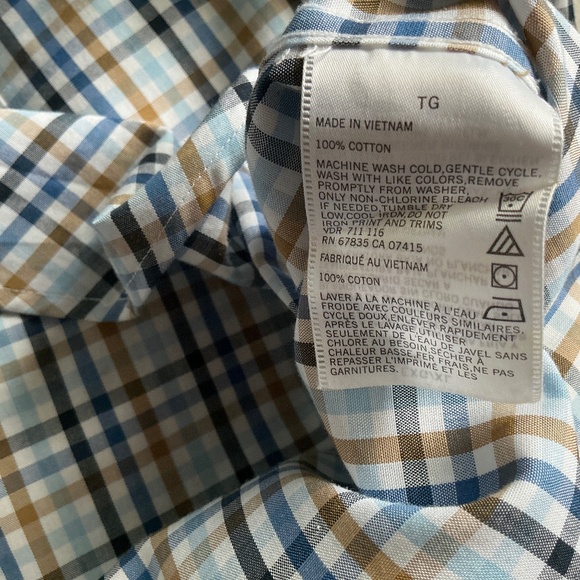 TG
MADE IN VIETNAM
100% COTTON
MACHINE WASH COLD,GENTLE CYCLE,
WASH WITH LIKE COLORS,REMOVE
PROMPTLY FROM WASHER,
ONLY NON-CHLORINE BLEACH
IF NEEDED,TUMBLE DRY
LOW,COOL IRON,DO NOT
IRON PRINT AND TRIMS
VDR 711 116
RN 67835 CA 07415
FABRIQUÉ AU VIETNAM
100% COTTON
LAVER À LA MACHINE À L'EAU
FROIDE AVEC COULEURS SIMILAIRES,
CYCLE DOUX,ENLEVER RAPIDEMENT
APRÈS LE LAVAGE,UTILISER
SEULEMENT DE L'EAU DE JAVEL SANS
CHLORE AU BESOIN,SÉCHER À
CHALEUR BASSE,FER FRAIS,NE PAS
REPASSER L'IMPRIMÉ ET LES
GARNITURES.